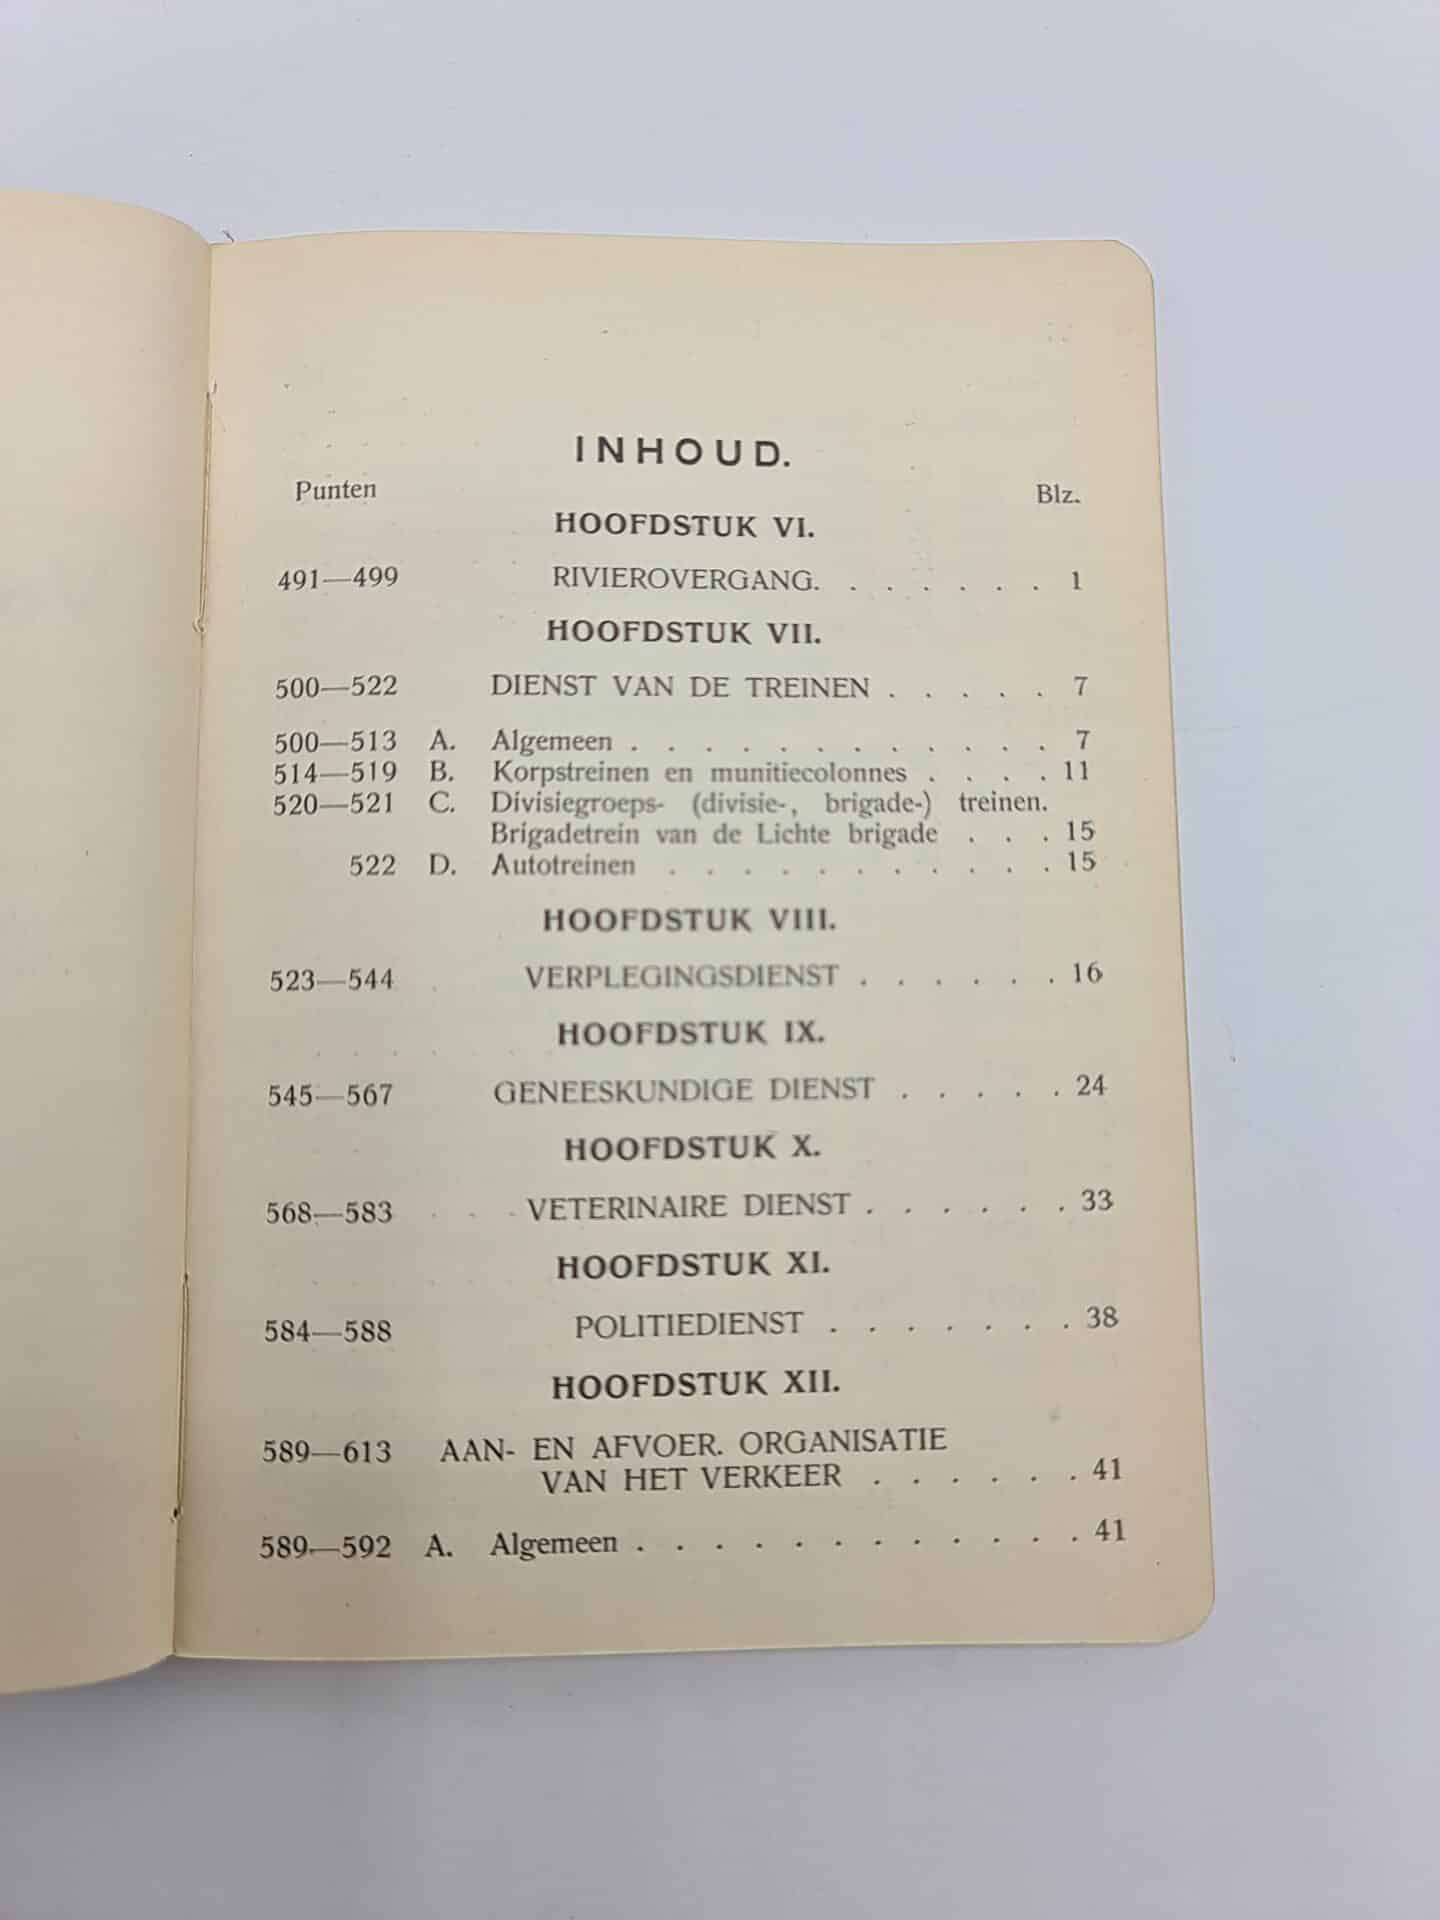 INHOUD.
Punten Blz.
HOOFDSTUK VI.
491—499 RIVIEROVERGANG. . . . . . . 1
HOOFDSTUK VII.
500—522 DIENST VAN DE TREINEN . . . . . 7
500—513 A. Algemeen . . . . . . . . . . . . 7
514—519 B. Korpstreinen en munitiecolonnes . . . . 11
520—521 C. Divisiegroeps- (divisie-, brigade-) treinen.
Brigadetrein van de Lichte brigade . . . 15
522 D. Autotreinen . . . . . . . . . . . 15
HOOFDSTUK VIII.
523—544 VERPLEGINGSDIENST . . . . . . 16
HOOFDSTUK IX.
545—567 GENEESKUNDIGE DIENST . . . . . 24
HOOFDSTUK X.
568—583 VETERINAIRE DIENST . . . . . . 33
HOOFDSTUK XI.
584—588 POLITIEDIENST . . . . . . . 38
HOOFDSTUK XII.
589—613 AAN- EN AFVOER. ORGANISATIE
VAN HET VERKEER . . . . . . 41
589—592 A. Algemeen . . . . . . . . . . . . 41